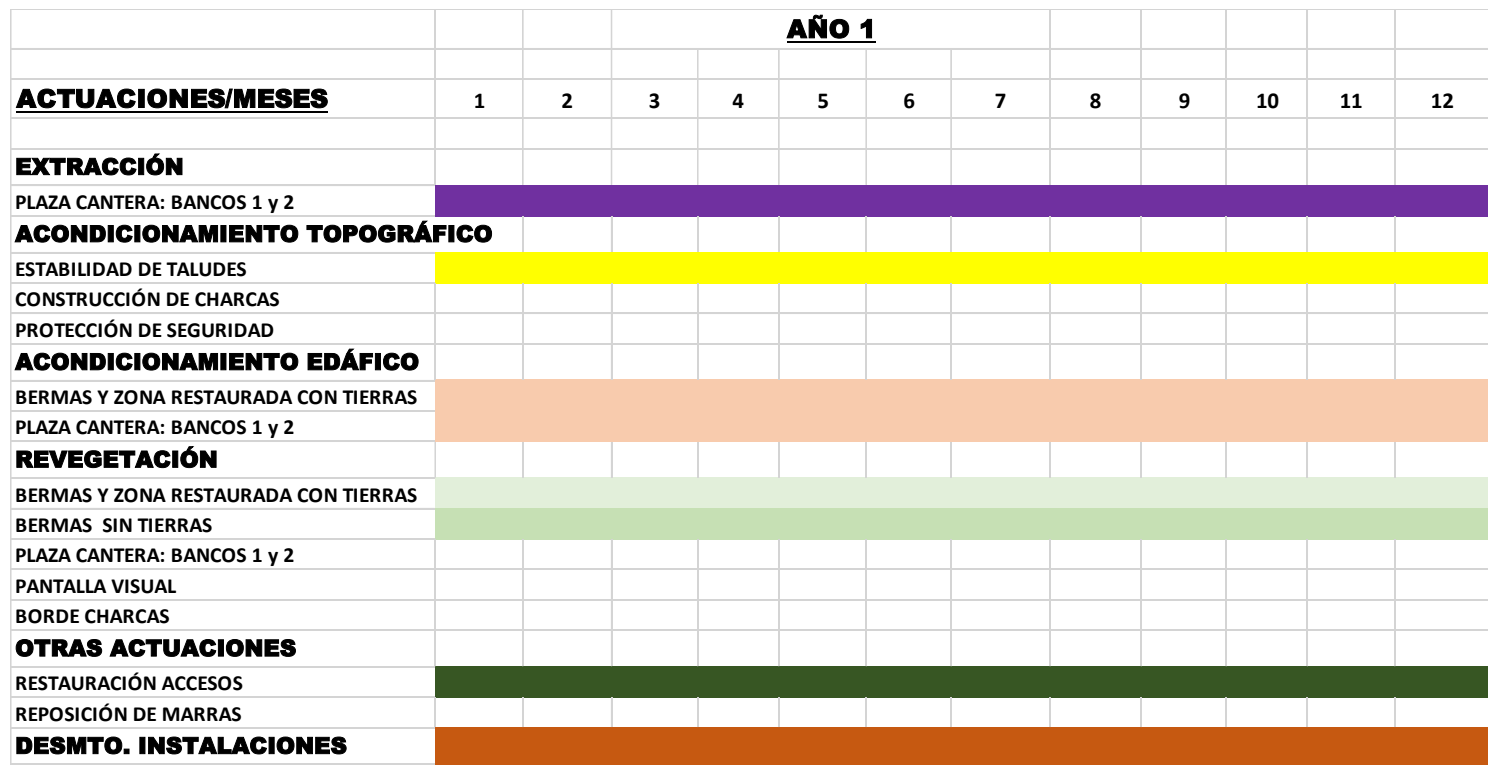 AÑO 1
ACTUACIONES/MESES 1 2 3 4 5 6 7 8 9 10 11 12
EXTRACCIÓN
PLAZA CANTERA: BANCOS 1 y 2
ACONDICIONAMIENTO TOPOGRÁFICO
ESTABILIDAD DE TALUDES
CONSTRUCCIÓN DE CHARCAS
PROTECCIÓN DE SEGURIDAD
ACONDICIONAMIENTO EDÁFICO
BERMAS Y ZONA RESTAURADA CON TIERRAS
PLAZA CANTERA: BANCOS 1 y 2
REVEGETACIÓN
BERMAS Y ZONA RESTAURADA CON TIERRAS
BERMAS SIN TIERRAS
PLAZA CANTERA: BANCOS 1 y 2
PANTALLA VISUAL
BORDE CHARCAS
OTRAS ACTUACIONES
RESTAURACIÓN ACCESOS
REPOSICIÓN DE MARRAS
DESMTO. INSTALACIONES